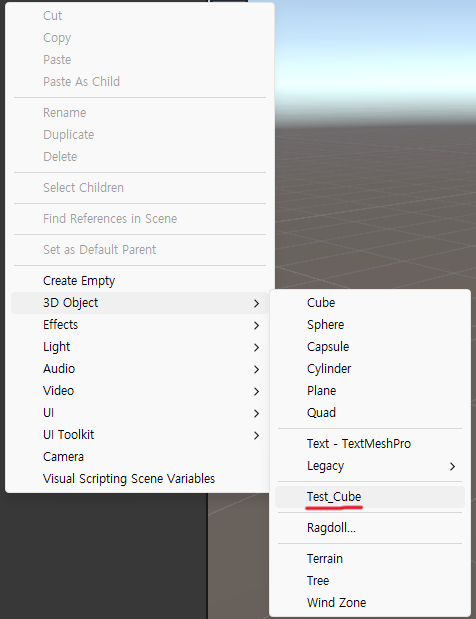 Cut
Copy
Paste
Paste As Child
Rename
Duplicate
Delete
Select Children
Find References in Scene
Set as Default Parent
Create Empty
3D Object
Effects
Light
Audio
Video
UI
UI Toolkit
Camera
Visual Scripting Scene Variables
Cube
Sphere
Capsule
Cylinder
Plane
Quad
Text - TextMeshPro
Legacy
Test_Cube
Ragdoll...
Terrain
Tree
Wind Zone